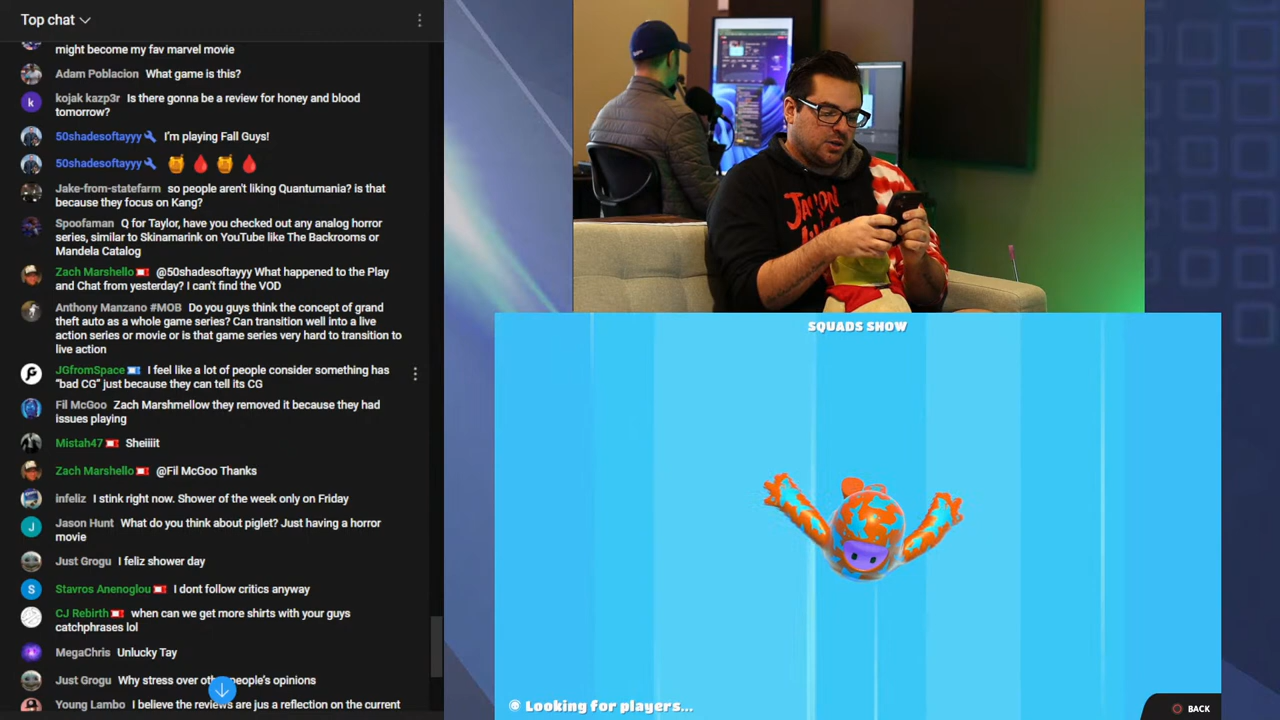 Top chat
might become my fav marvel movie
Adam Poblacion What game is this?
kojak kazp3r Is there gonna be a review for honey and blood
tomorrow?
50shadesoftayyy I'm playing Fall Guys!
50shadesoftayyy 🍯 🩸 🍯 🩸
Jake-from-statefarm so people aren't liking Quantumania? is that
because they focus on Kang?
Spoofaman Q for Taylor, have you checked out any analog horror
series, similar to Skinamarink on YouTube like The Backrooms or
Mandela Catalog
Zach Marshello @50shadesoftayyy What happened to the Play
and Chat from yesterday? I can't find the VOD
Anthony Manzano #MOB Do you guys think the concept of grand
theft auto as a whole game series? Can transition well into a live
action series or movie or is that game series very hard to transition to
live action
JGfromSpace I feel like a lot of people consider something has
"bad CG" just because they can tell its CG
Fil McGoo Zach Marshmellow they removed it because they had
issues playing
Mistah47 Sheiiiit
Zach Marshello @Fil McGoo Thanks
infeliz I stink right now. Shower of the week only on Friday
J Jason Hunt What do you think about piglet? Just having a horror
movie
Just Grogu I feliz shower day
S Stavros Anenoglou I dont follow critics anyway
CJ Rebirth when can we get more shirts with your guys
catchphrases lol
MegaChris Unlucky Tay
Just Grogu Why stress over people's opinions
Young Lambo I believe the reviews are jus a reflection on the current
SQUADS SHOW
Looking for players...
BACK